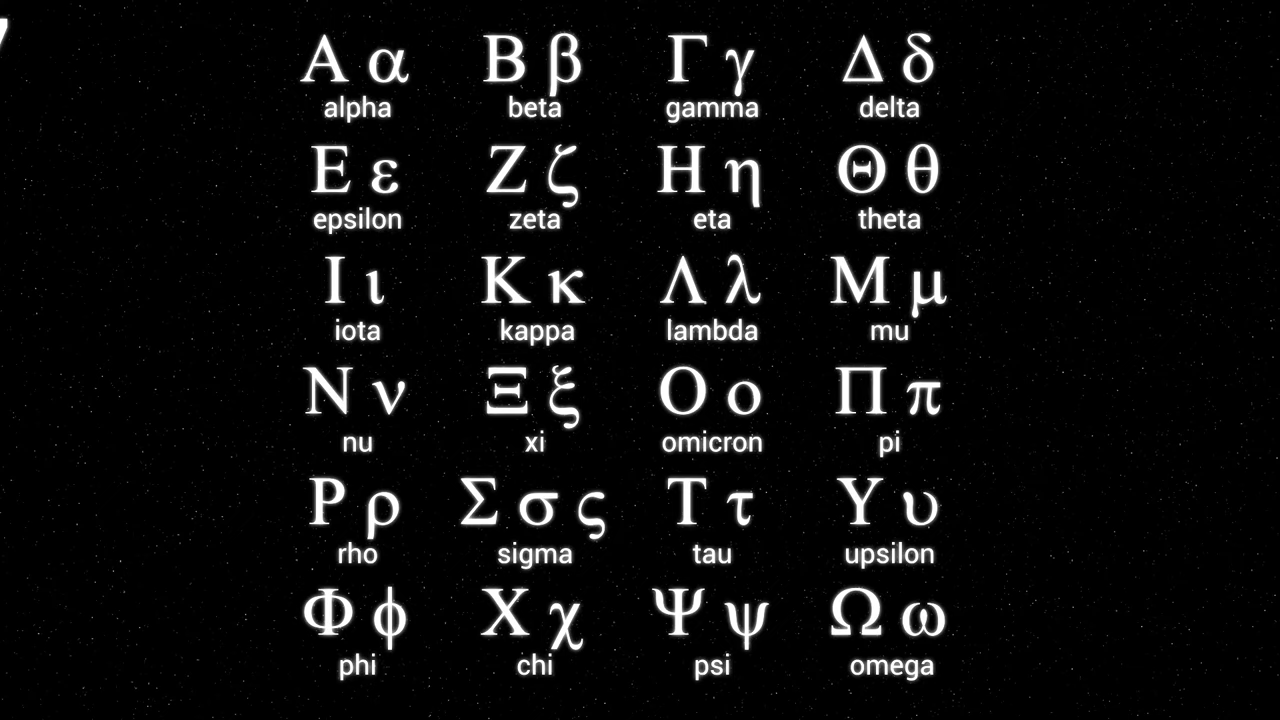 Α α Β β Γ γ Δ δ
alpha beta gamma delta
Ε ε Ζ ζ Η η Θ θ
epsilon zeta eta theta
Ι ι Κ κ Λ λ Μ μ
iota kappa lambda mu
Ν ν Ξ ξ Ο ο Π π
nu xi omicron pi
Ρ ρ Σ σ ς Τ τ Υ υ
rho sigma tau upsilon
Φ ϕ Χ χ Ψ ψ Ω ω
phi chi psi omega